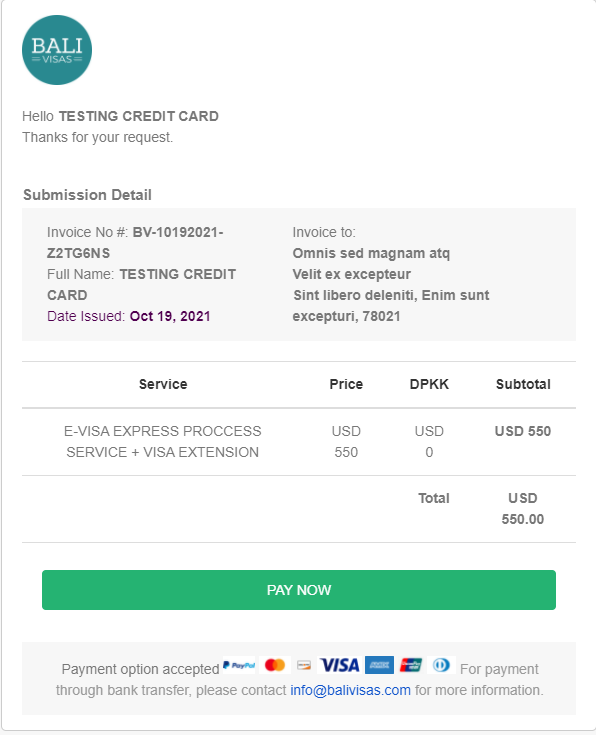 BALI
VISAS
Hello TESTING CREDIT CARD
Thanks for your request.
Submission Detail
Invoice No #: BV-10192021-
Z2TG6NS
Full Name: TESTING CREDIT
CARD
Date Issued: Oct 19, 2021
Invoice to:
Omnis sed magnam atq
Velit ex excepteur
Sint libero deleniti, Enim sunt
excepturi, 78021
Service Price DPKK Subtotal
E-VISA EXPRESS PROCCESS USD USD USD 550
SERVICE + VISA EXTENSION 550 0
Total USD
550.00
PAY NOW
Payment option accepted PayPal VISA For payment
through bank transfer, please contact info@balivisas.com for more information.